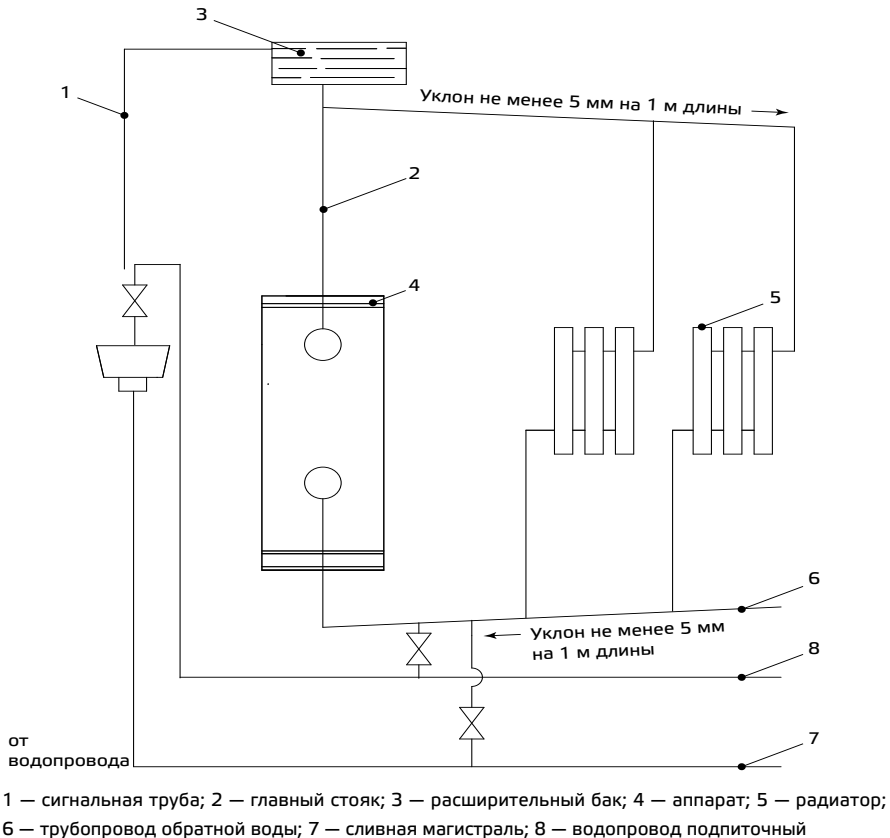 3
Уклон не менее 5 мм на 1 м длины
1
2
4
5
6
Уклон не менее 5 мм
на 1 м длины
8
от
водопровода
7
1 — сигнальная труба; 2 — главный стояк; 3 — расширительный бак; 4 — аппарат; 5 — радиатор;
6 — трубопровод обратной воды; 7 — сливная магистраль; 8 — водопровод подпиточный